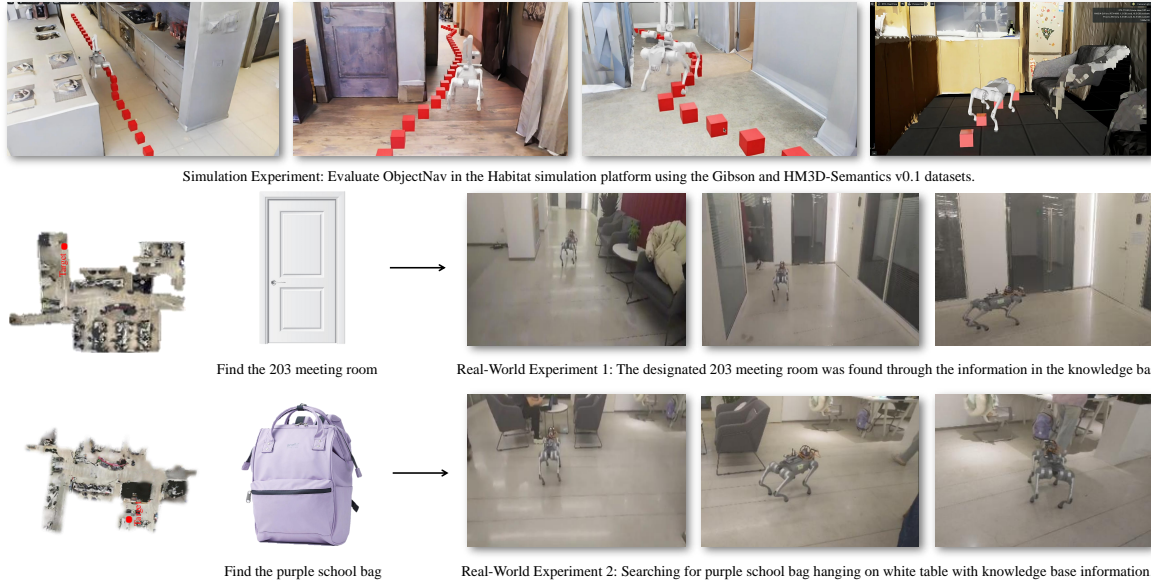 Simulation Experiment: Evaluate ObjectNav in the Habitat simulation platform using the Gibson and HM3D-Semantics v0.1 datasets.
Target
Find the 203 meeting room
Real-World Experiment 1: The designated 203 meeting room was found through the information in the knowledge ba
Find the purple school bag
Real-World Experiment 2: Searching for purple school bag hanging on white table with knowledge base information